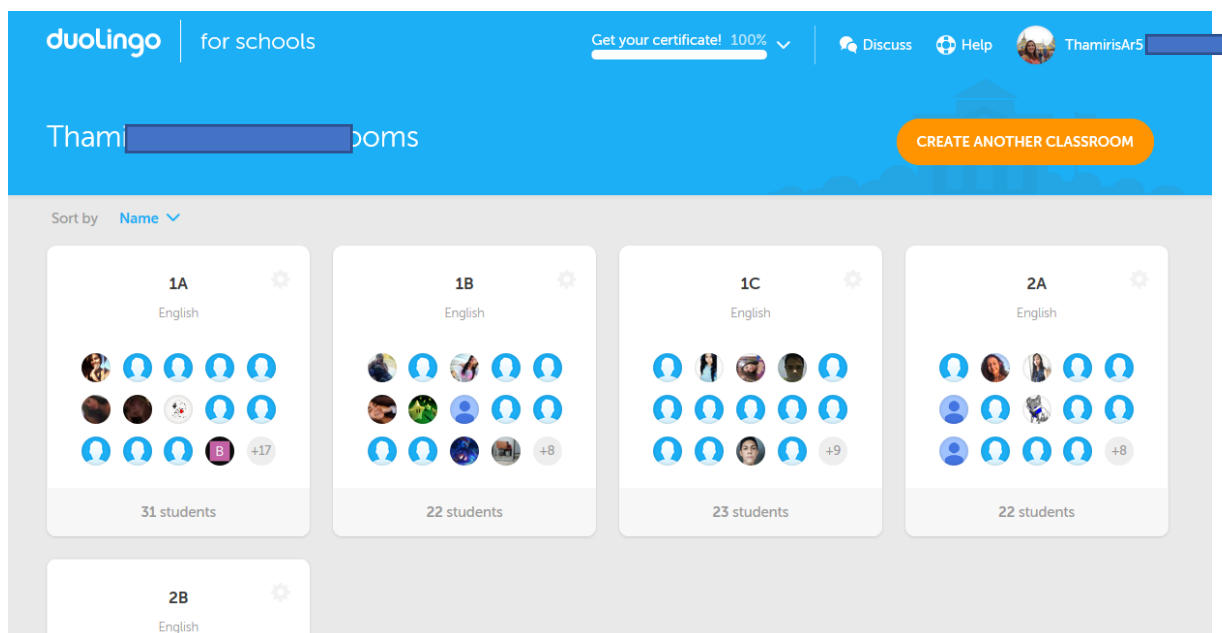 duolingo for schools
Get your certificate! 100%
Discuss
Help
ThamirisAr5
Thami ooms
CREATE ANOTHER CLASSROOM
Sort by Name
1A
English
B
+17
31 students
1B
English
+8
22 students
1C
English
+9
23 students
2A
English
+8
22 students
2B
English